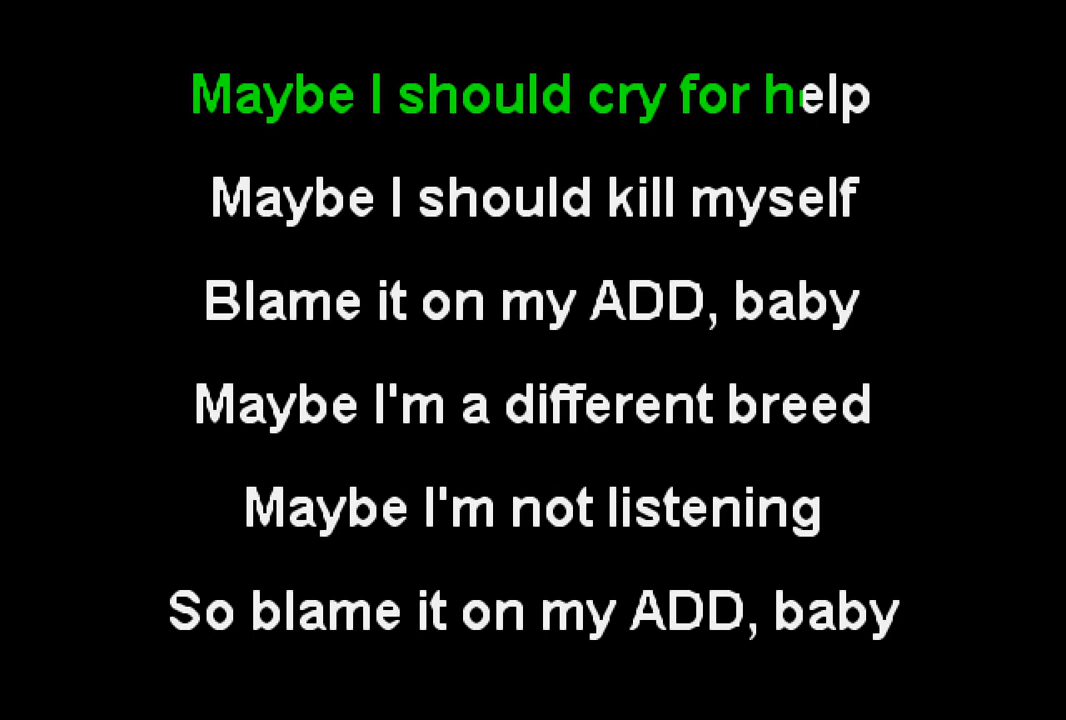 Maybe I should cry for help
Maybe I should kill myself
Blame it on my ADD, baby
Maybe I'm a different breed
Maybe I'm not listening
So blame it on my ADD, baby